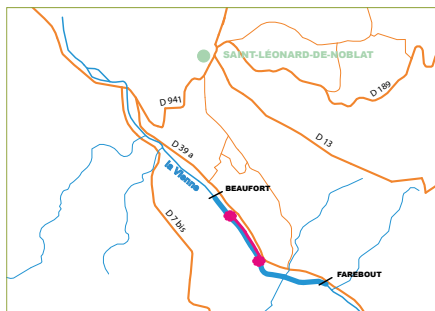 SAINT-LÉONARD-DE-NOBLAT
D 189
D 941
D 13
D 39 a
la Vienne
BEAUFORT
D 7 bis
FAREBOUT